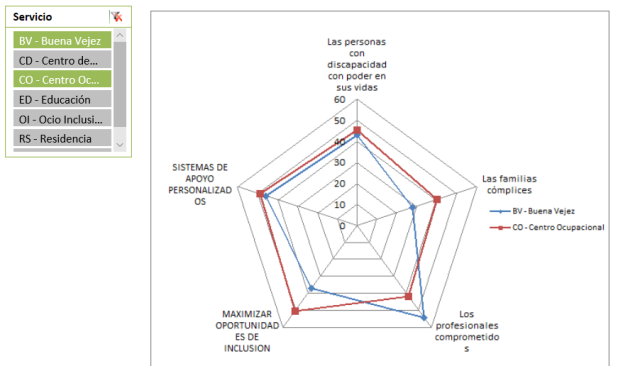 Servicio
BV - Buena Vejez
CD - Centro de...
CO - Centro Oc...
ED - Educación
OI - Ocio Inclusi...
RS - Residencia
Las personas
con
discapacidad
con poder en
sus vidas
60
50
40
30
20
10
0
Las familias
cómplices
BV - Buena Vejez
CO - Centro Ocupacional
Los
profesionales
comprometido
s
MAXIMIZAR
OPORTUNIDAD
ES DE
INCLUSION
SISTEMAS DE
APOYO
PERSONALIZAD
OS